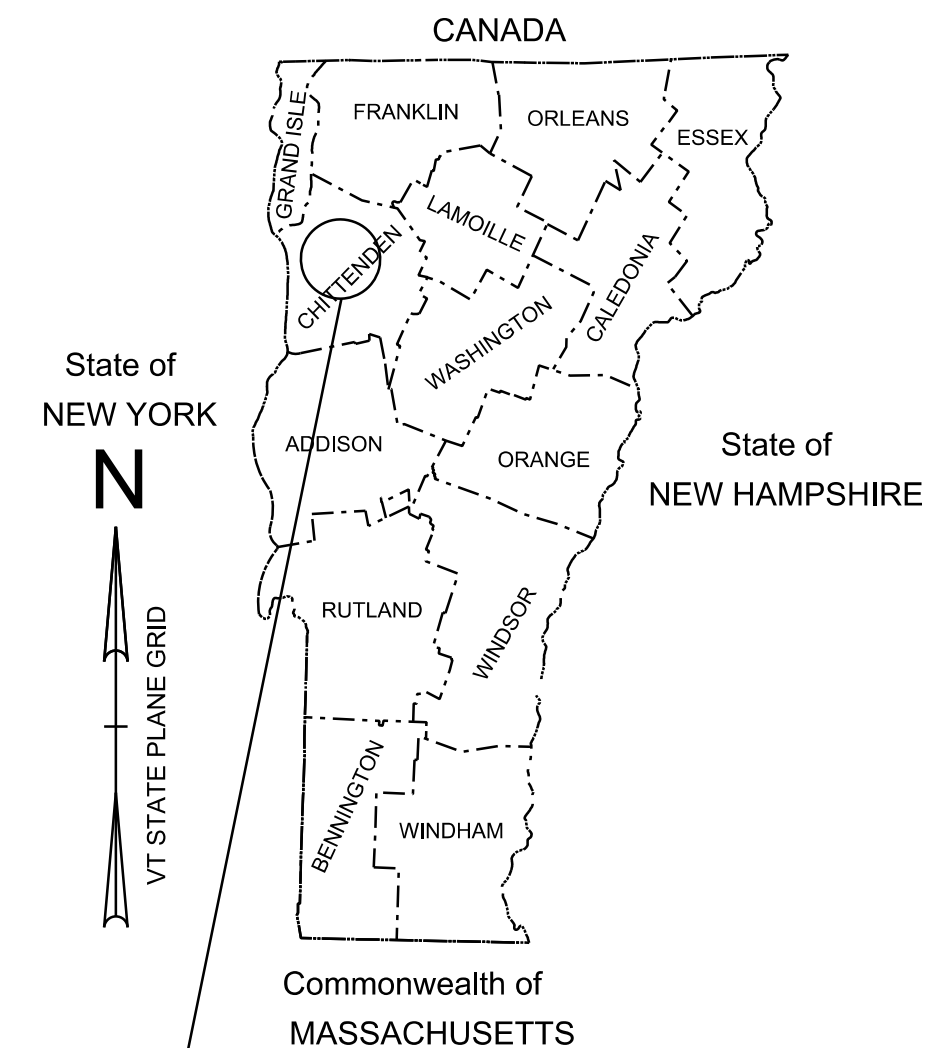 CANADA
GRAND ISLE
FRANKLIN
ORLEANS
ESSEX
LAMOILLE
CHITTENDEN
CALEDONIA
WASHINGTON
State of
NEW YORK
ADDISON
ORANGE
State of
NEW HAMPSHIRE
N
VT STATE PLANE GRID
RUTLAND
WINDSOR
BENNINGTON
WINDHAM
Commonwealth of
MASSACHUSETTS